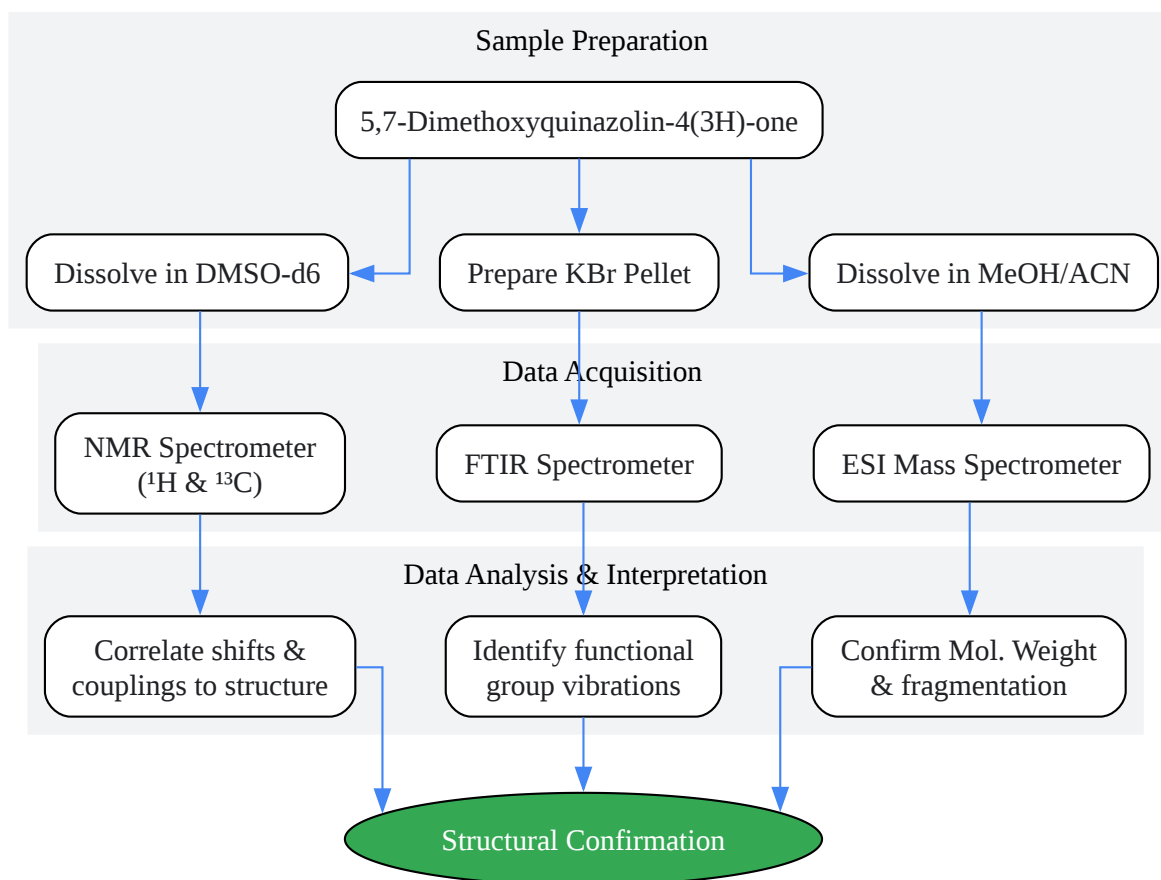 Sample Preparation
5,7-Dimethoxyquinazolin-4(3H)-one
Dissolve in DMSO-d6
Prepare KBr Pellet
Dissolve in MeOH/ACN
Data Acquisition
NMR Spectrometer
(¹H & ¹³C)
FTIR Spectrometer
ESI Mass Spectrometer
Data Analysis & Interpretation
Correlate shifts &
couplings to structure
Identify functional
group vibrations
Confirm Mol. Weight
& fragmentation
Structural Confirmation